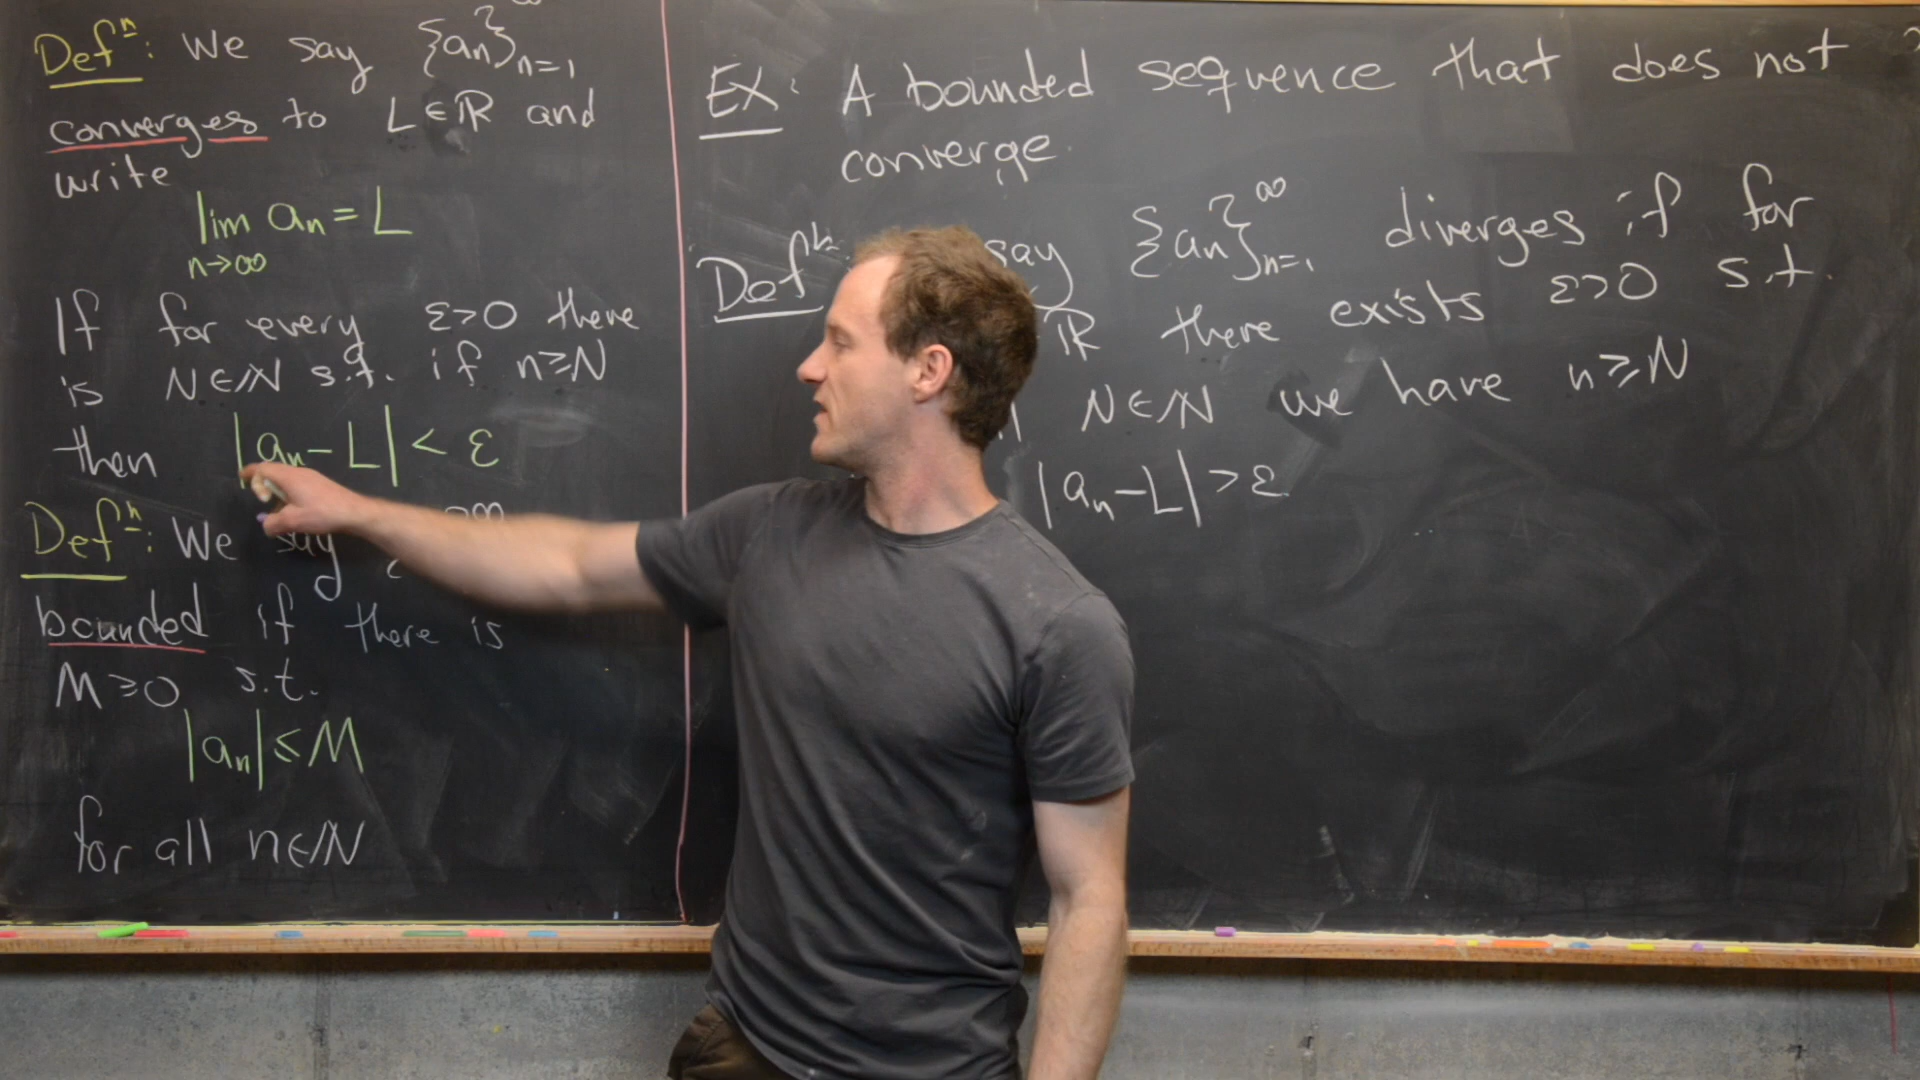 Defⁿ: We say {aₙ}ₙ₌₁^∞
converges to L∈ℝ and
write
lim aₙ = L
n→∞
If for every ε>0 there
is N∈ℕ s.t. if n≥N
then |aₙ-L| < ε
Defⁿ: We say
bounded if there is
M≥0 s.t.
|aₙ| ≤ M
for all n∈ℕ
EX: A bounded sequence that does not
converge.
Defⁿ: say {aₙ}ₙ₌₁^∞ diverges if for
ℝ there exists ε>0 s.t.
N∈ℕ we have n≥N
|aₙ-L| > ε